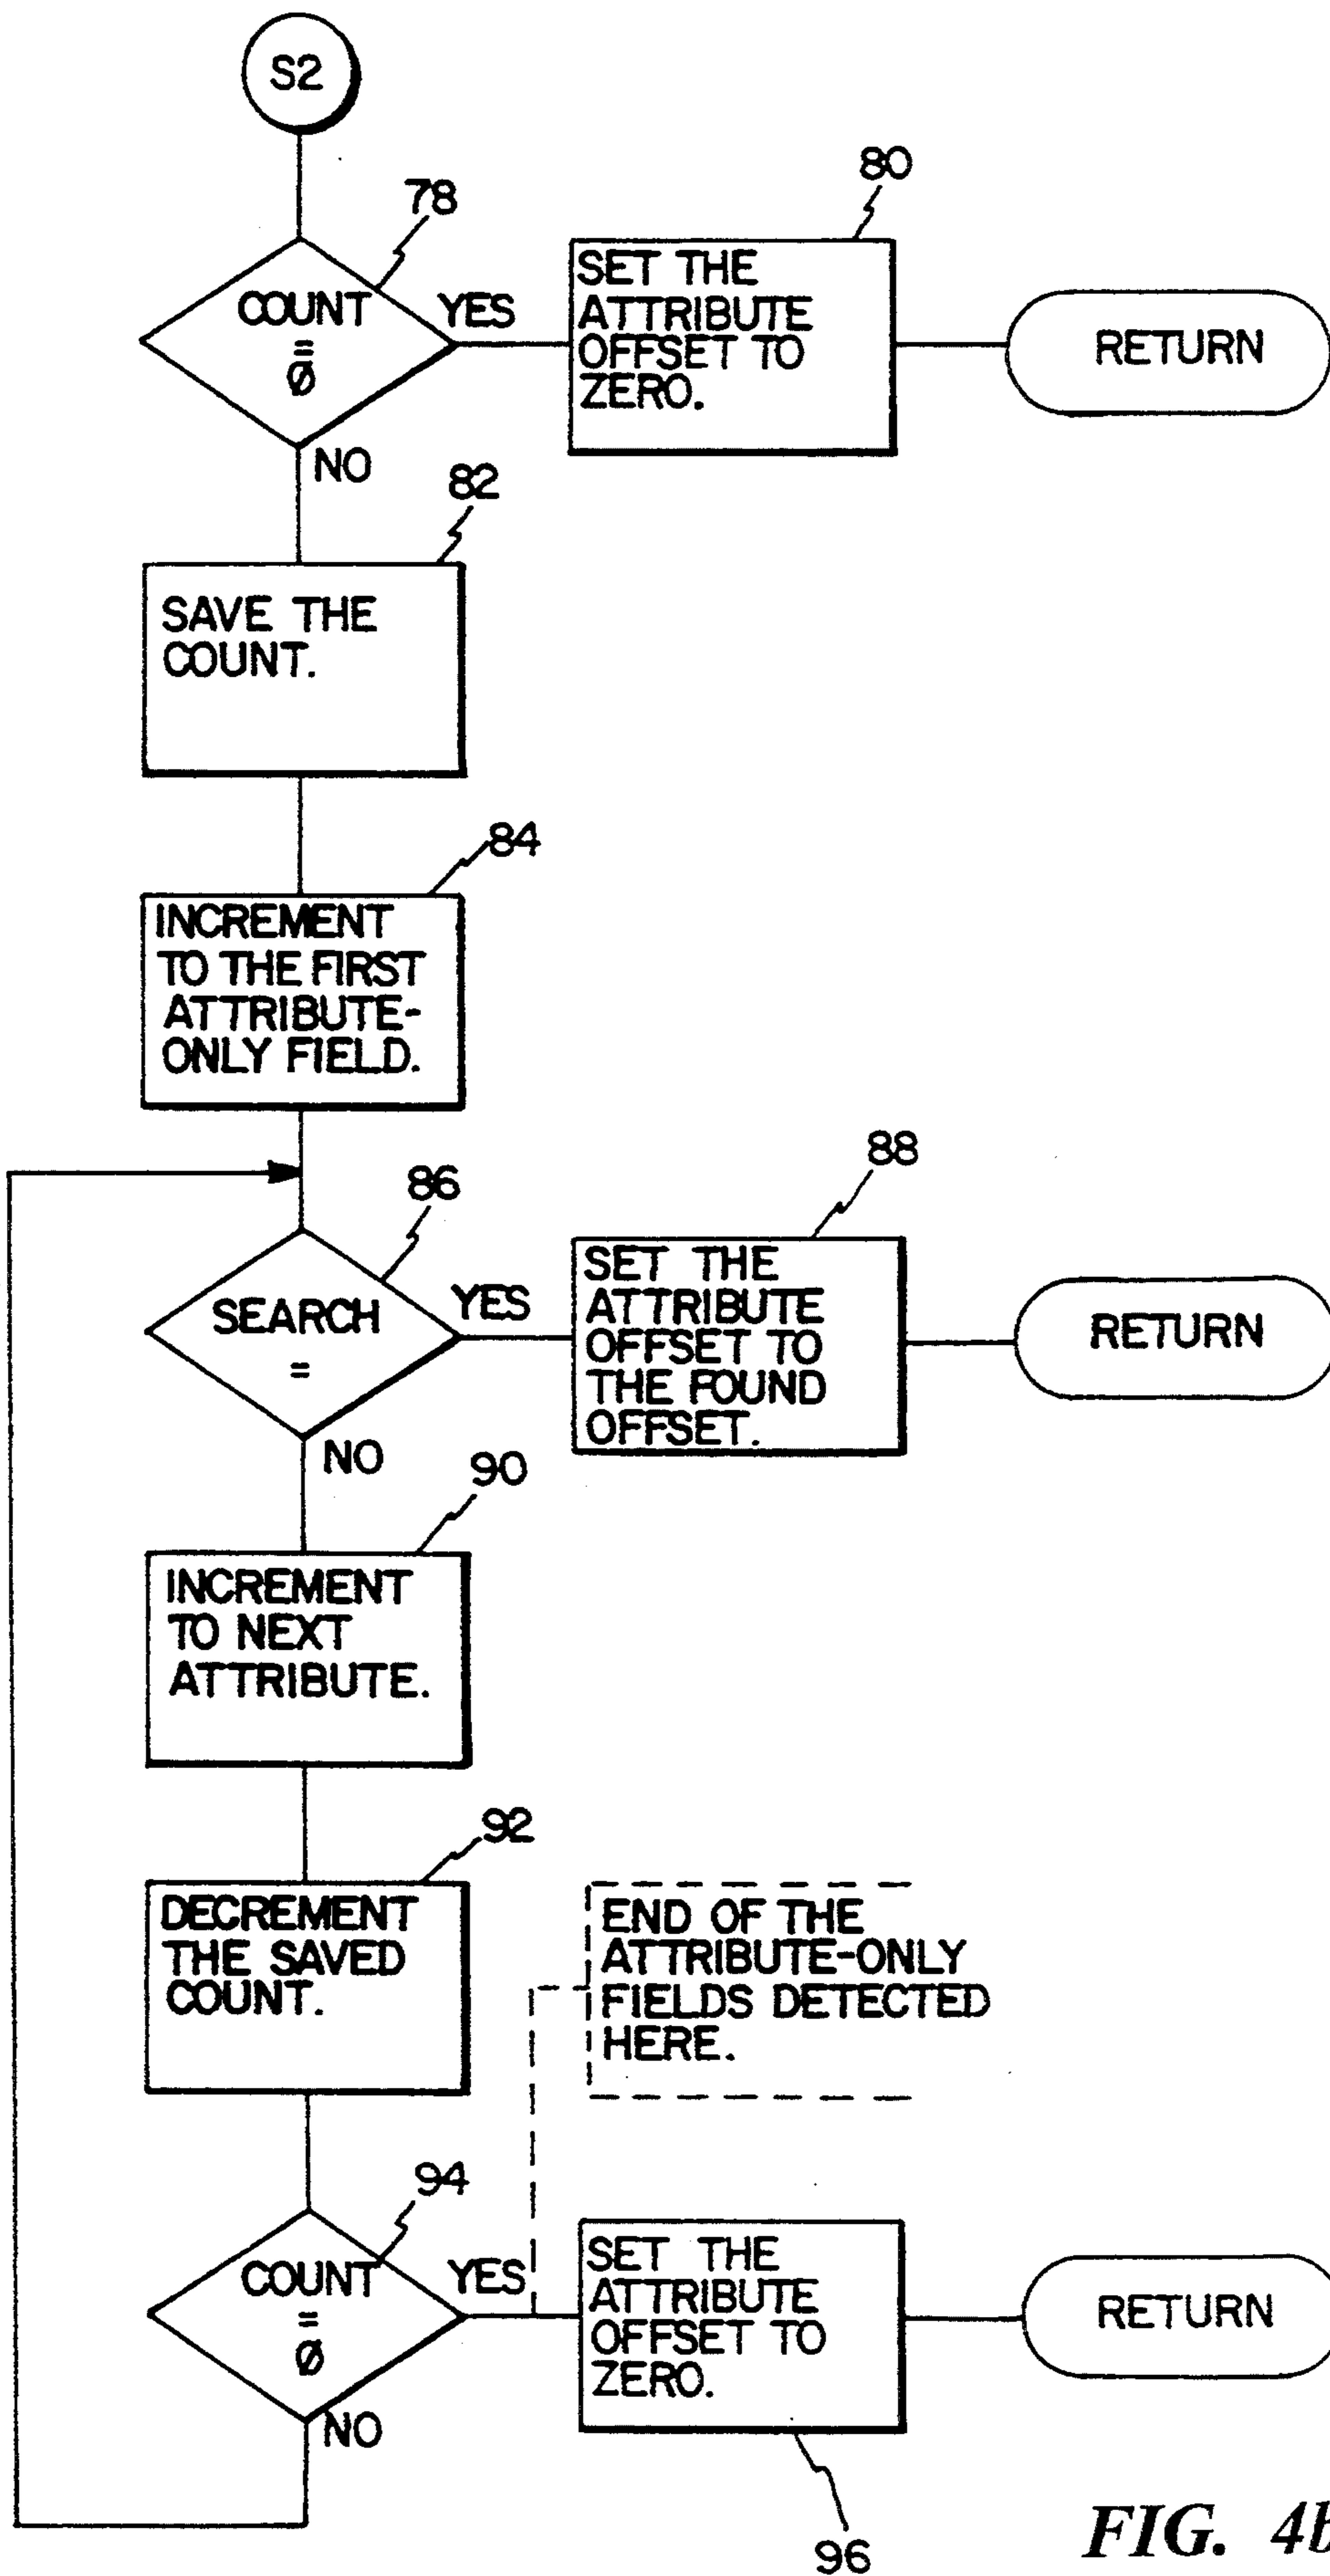 S2
78
COUNT
=
Ø
YES
NO
80
SET THE
ATTRIBUTE
OFFSET TO
ZERO.
RETURN
82
SAVE THE
COUNT.
84
INCREMENT
TO THE FIRST
ATTRIBUTE-
ONLY FIELD.
86
SEARCH
=
YES
NO
88
SET THE
ATTRIBUTE
OFFSET TO
THE FOUND
OFFSET.
RETURN
90
INCREMENT
TO NEXT
ATTRIBUTE.
92
DECREMENT
THE SAVED
COUNT.
END OF THE
ATTRIBUTE-ONLY
FIELDS DETECTED
HERE.
94
COUNT
=
Ø
YES
NO
SET THE
ATTRIBUTE
OFFSET TO
ZERO.
96
RETURN
FIG. 4b